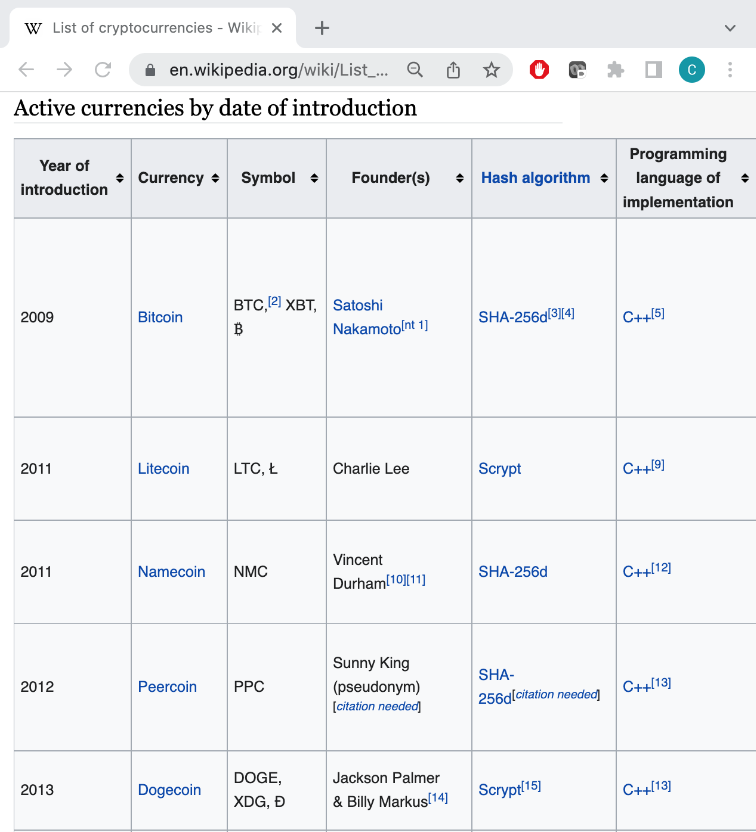 List of cryptocurrencies - Wiki
en.wikipedia.org/wiki/List_...
C
Active currencies by date of introduction
Year of
introduction
Currency
Symbol
Founder(s)
Hash algorithm
Programming
language of
implementation
2009
Bitcoin
BTC,[2] XBT,
₿
Satoshi
Nakamoto[nt 1]
SHA-256d[3][4]
C++[5]
2011
Litecoin
LTC, Ł
Charlie Lee
Scrypt
C++[9]
2011
Namecoin
NMC
Vincent
Durham[10][11]
SHA-256d
C++[12]
2012
Peercoin
PPC
Sunny King
(pseudonym)
[citation needed]
SHA-
256d[citation needed]
C++[13]
2013
Dogecoin
DOGE,
XDG, Ð
Jackson Palmer
& Billy Markus[14]
Scrypt[15]
C++[13]